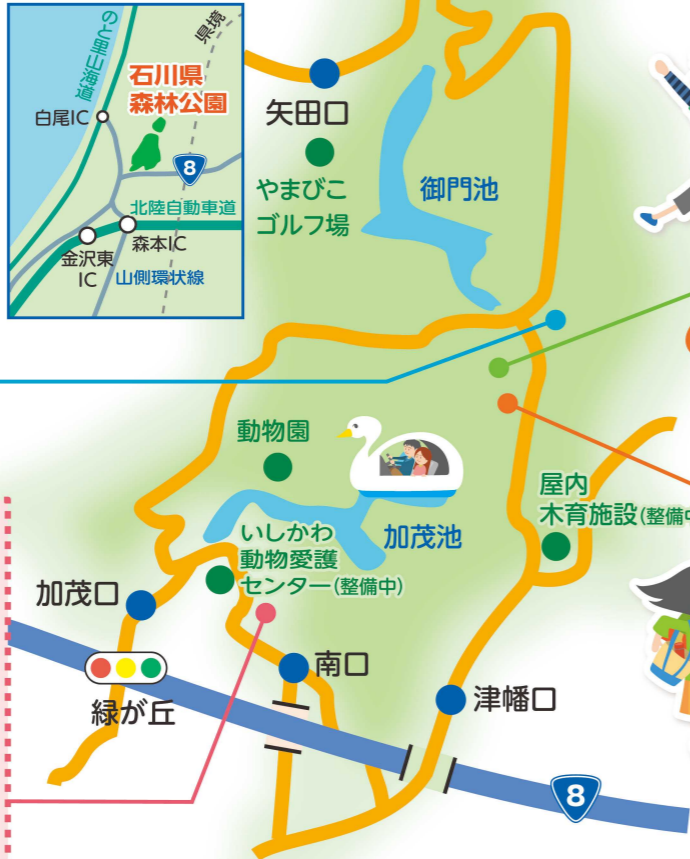 のと里山海道
県境
石川県
森林公園
白尾IC
8
北陸自動車道
森本IC
金沢東
IC
山側環状線
矢田口
やまびこ
ゴルフ場
御門池
動物園
屋内
木育施設(整備中
加茂池
いしかわ
動物愛護
センター(整備中)
加茂口
南口
緑が丘
津幡口
8